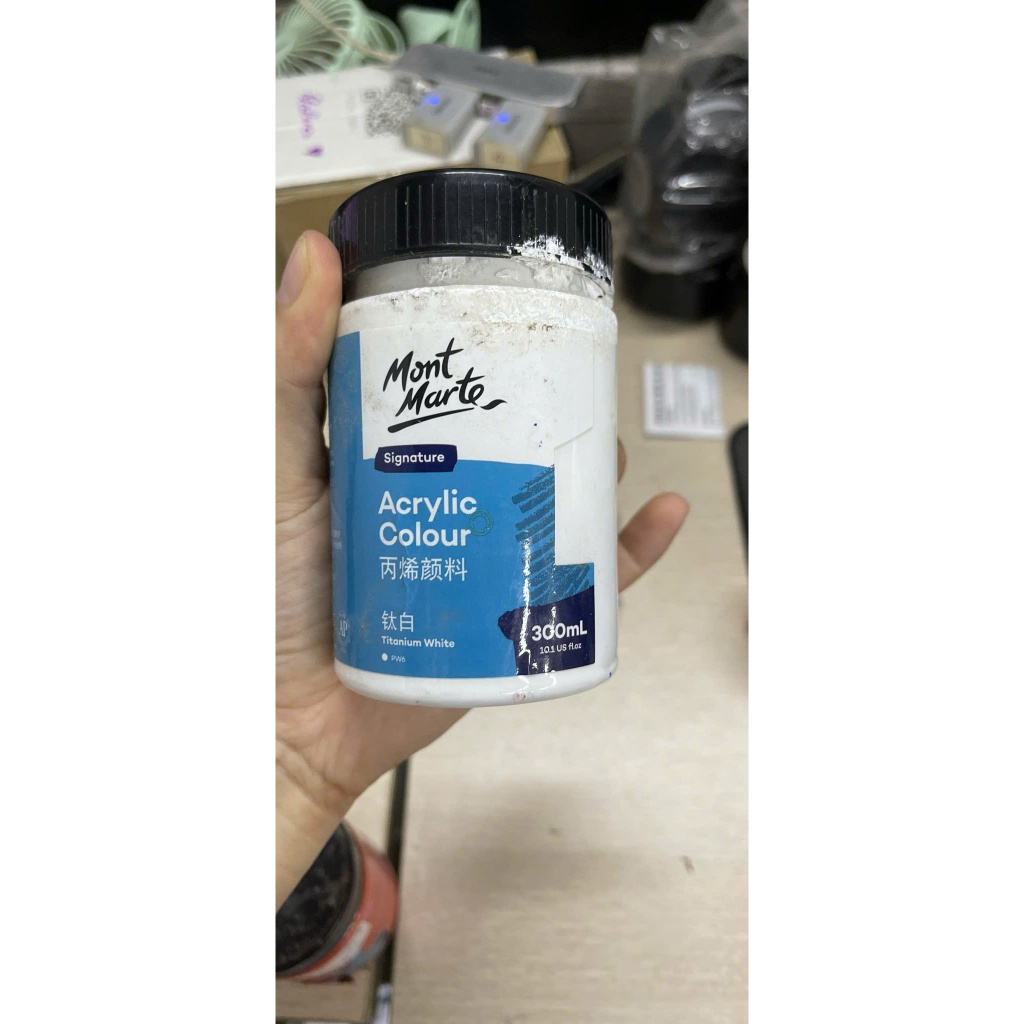 Mont
Marte
Signature
Acrylic
Colour
丙烯颜料
钛白
Titanium White
PW6
300mL
10.1 US fl.oz
AP